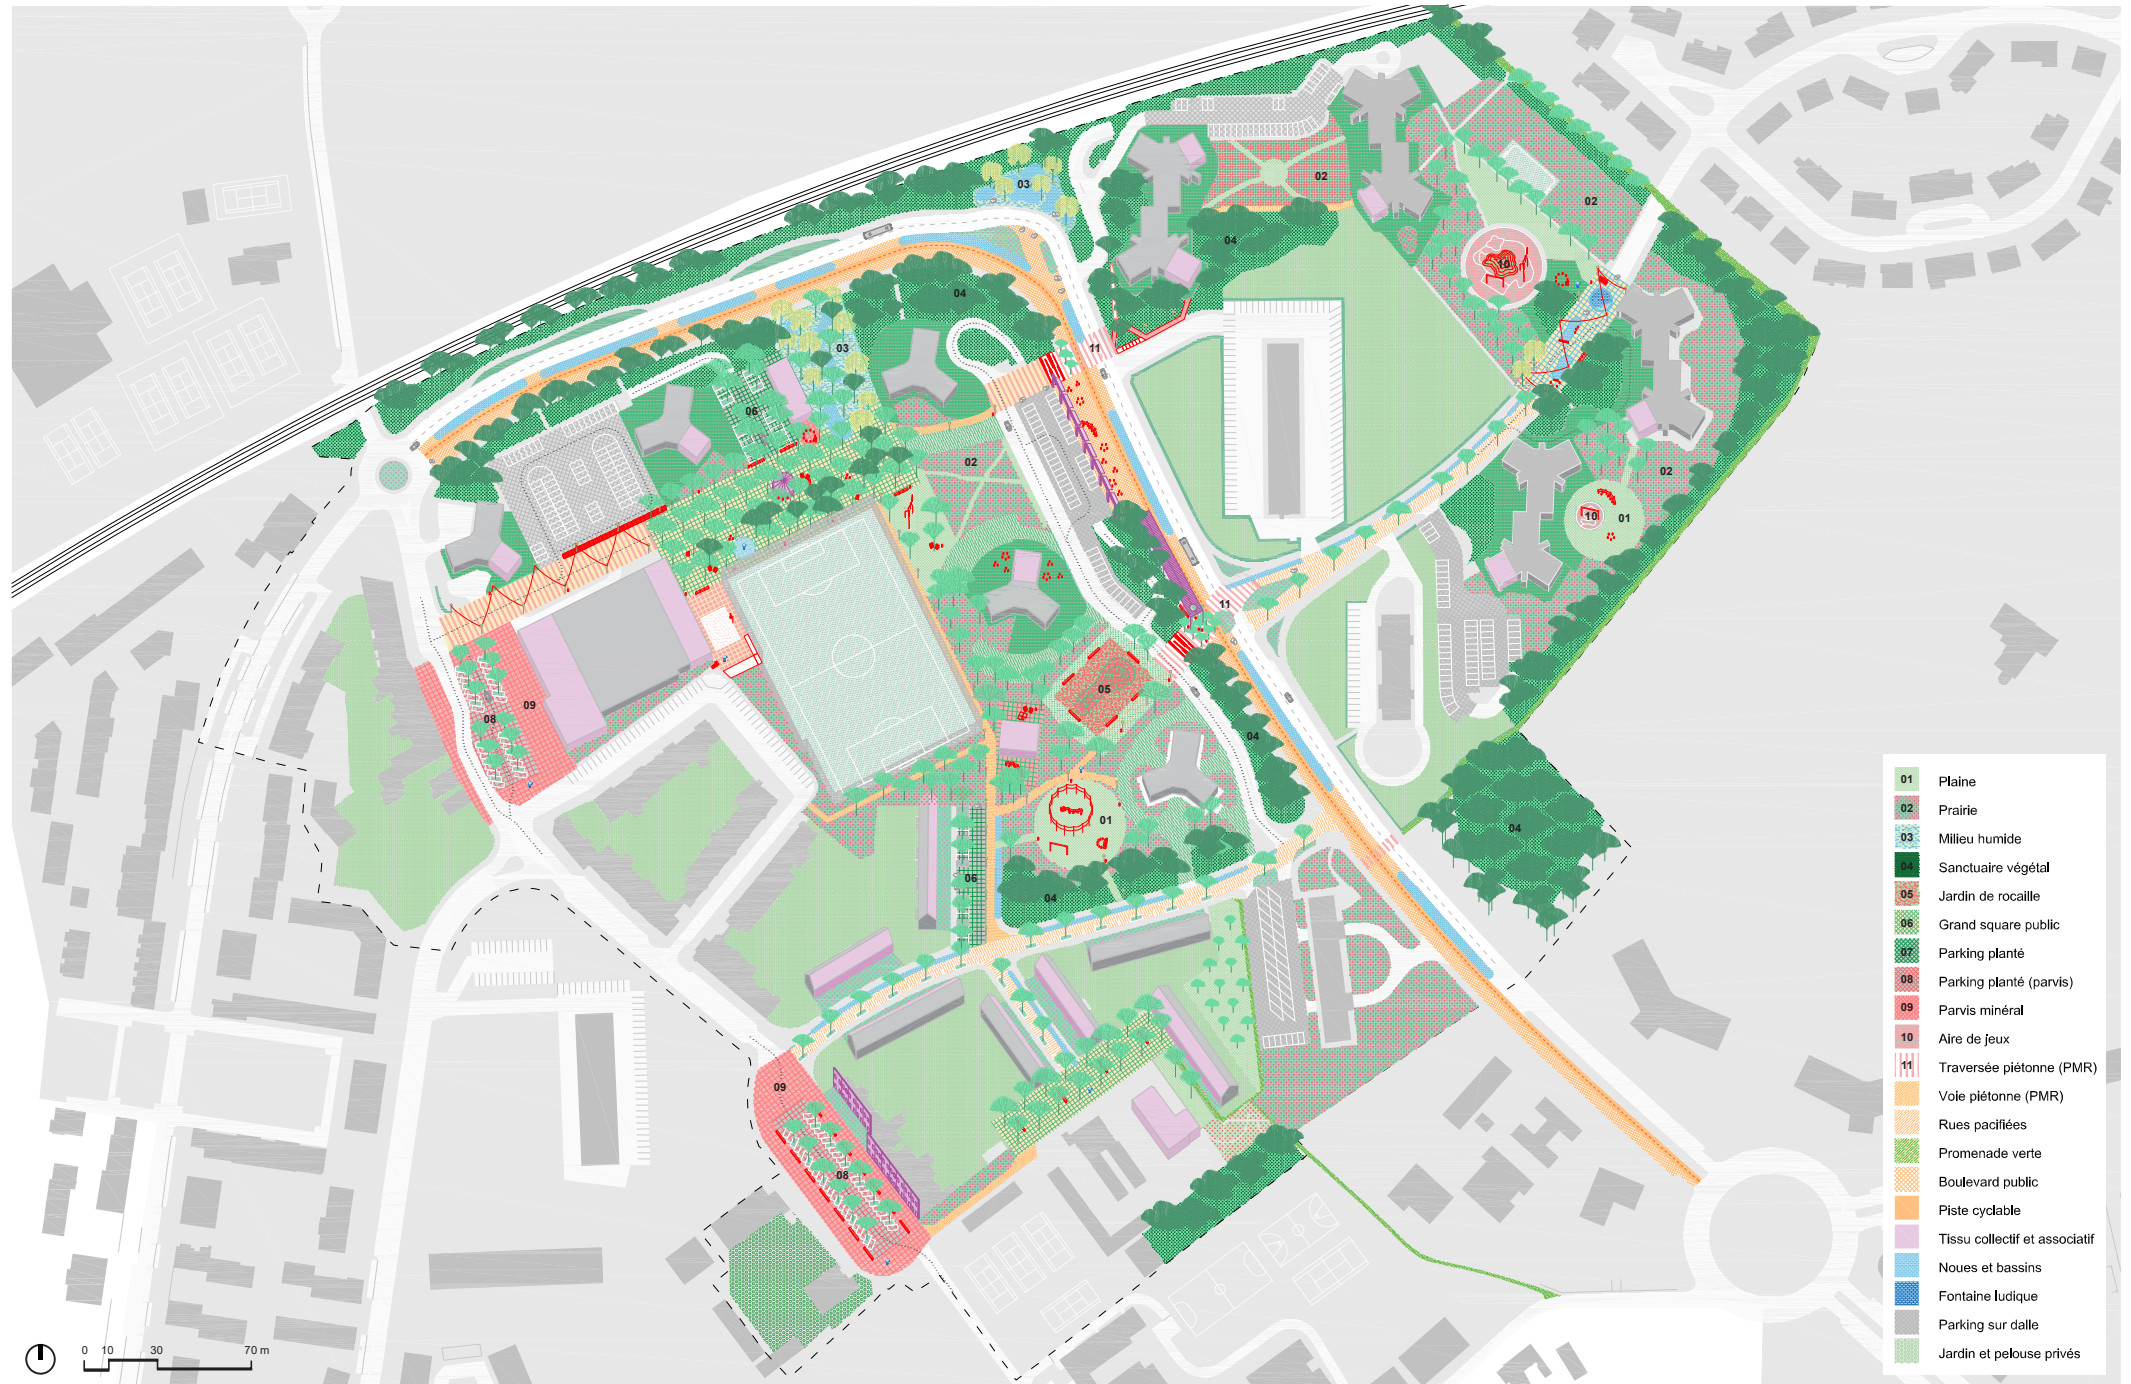 03
02
02
04
10
04
03
11
06
02
02
10
01
11
05
09
08
04
01
04
06
04
09
08
01 Plaine
02 Prairie
03 Milieu humide
04 Sanctuaire végétal
05 Jardin de rocaille
06 Grand square public
07 Parking planté
08 Parking planté (parvis)
09 Parvis minéral
10 Aire de jeux
11 Traversée piétonne (PMR)
Voie piétonne (PMR)
Rues pacifiées
Promenade verte
Boulevard public
Piste cyclable
Tissu collectif et associatif
Noues et bassins
Fontaine ludique
Parking sur dalle
Jardin et pelouse privés
0 10 30 70 m